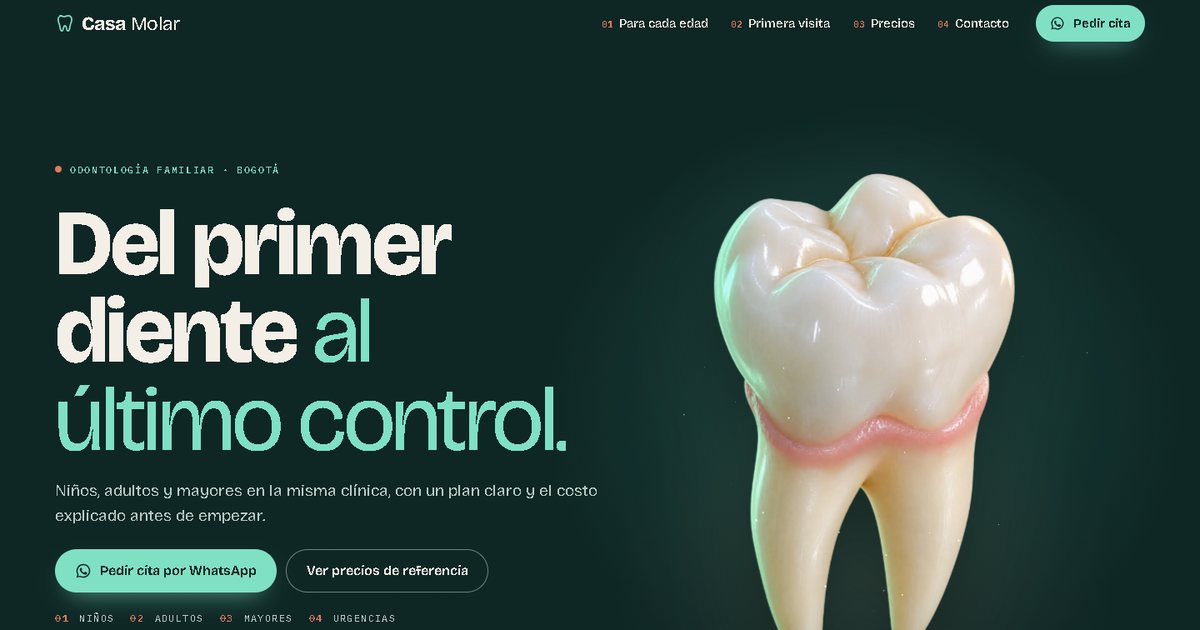 Casa Molar
01 Para cada edad 02 Primera visita 03 Precios 04 Contacto Pedir cita
ODONTOLOGÍA FAMILIAR · BOGOTÁ
Del primer
diente al
último control.
Niños, adultos y mayores en la misma clínica, con un plan claro y el costo
explicado antes de empezar.
Pedir cita por WhatsApp Ver precios de referencia
01 NIÑOS 02 ADULTOS 03 MAYORES 04 URGENCIAS